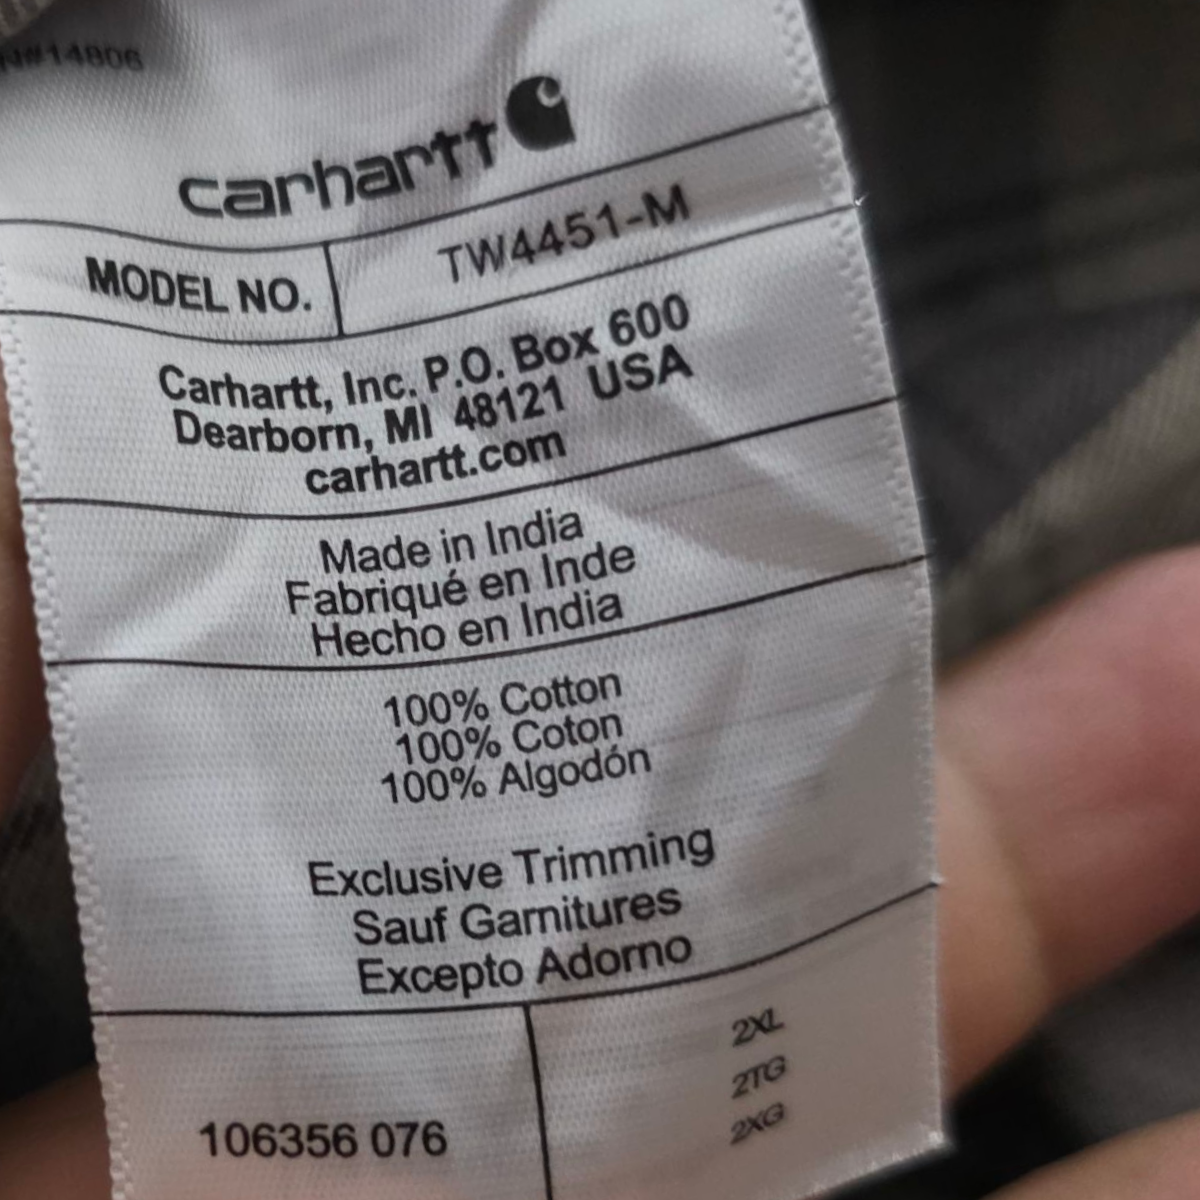 #14806
carhartt
MODEL NO. TW4451-M
Carhartt, Inc. P.O. Box 600
Dearborn, MI 48121 USA
carhartt.com
Made in India
Fabriqué en Inde
Hecho en India
100% Cotton
100% Coton
100% Algodón
Exclusive Trimming
Sauf Garnitures
Excepto Adorno
106356 076
2XL
2TG
2XG